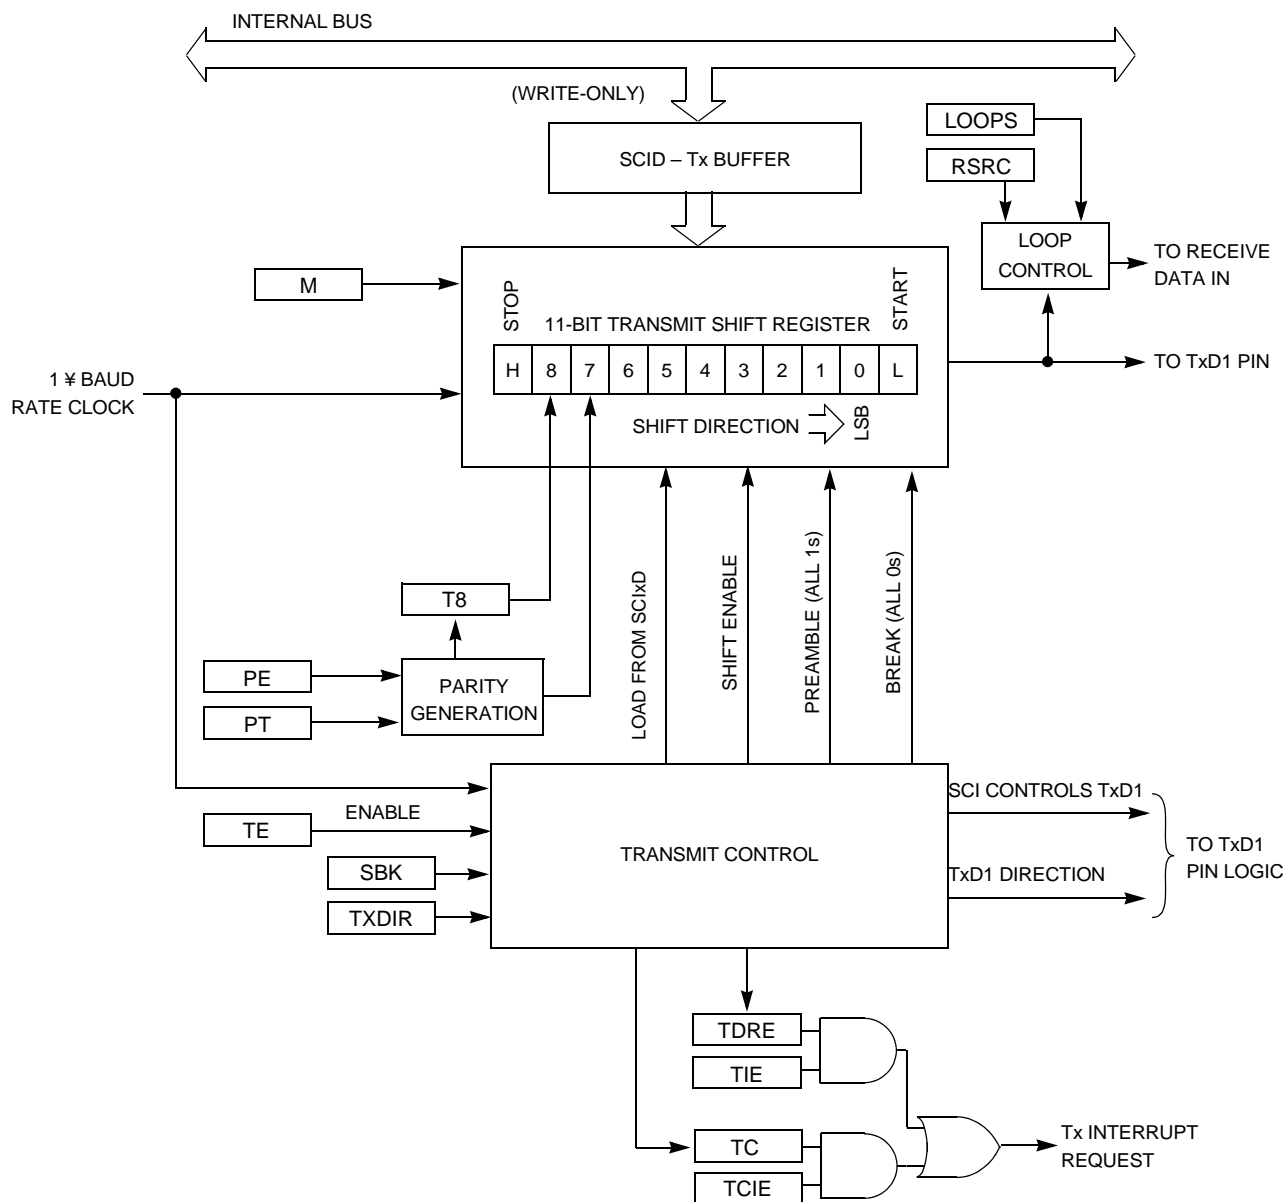 INTERNAL BUS
(WRITE-ONLY)
SCID – Tx BUFFER
LOOPS
RSRC
LOOP
CONTROL
TO RECEIVE
DATA IN
M
STOP
11-BIT TRANSMIT SHIFT REGISTER
START
H 8 7 6 5 4 3 2 1 0 L
SHIFT DIRECTION
LSB
1 ¥ BAUD
RATE CLOCK
TO TxD1 PIN
T8
PE
PT
PARITY
GENERATION
LOAD FROM SCIxD
SHIFT ENABLE
PREAMBLE (ALL 1s)
BREAK (ALL 0s)
TE
ENABLE
SBK
TXDIR
TRANSMIT CONTROL
SCI CONTROLS TxD1
TxD1 DIRECTION
TO TxD1
PIN LOGIC
TDRE
TIE
TC
TCIE
Tx INTERRUPT
REQUEST